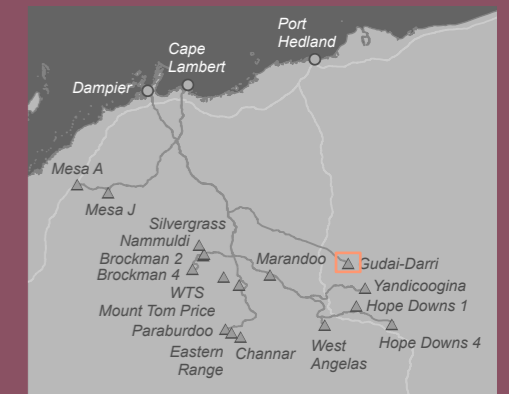 Port
Hedland
Cape
Lambert
Dampier
Mesa A
Mesa J
Silvergrass
Nammuldi
Brockman 2
Brockman 4
Marandoo
Gudai-Darri
WTS
Yandicoogina
Mount Tom Price
Hope Downs 1
Paraburdoo
Eastern
Range
Channar
West
Angelas
Hope Downs 4